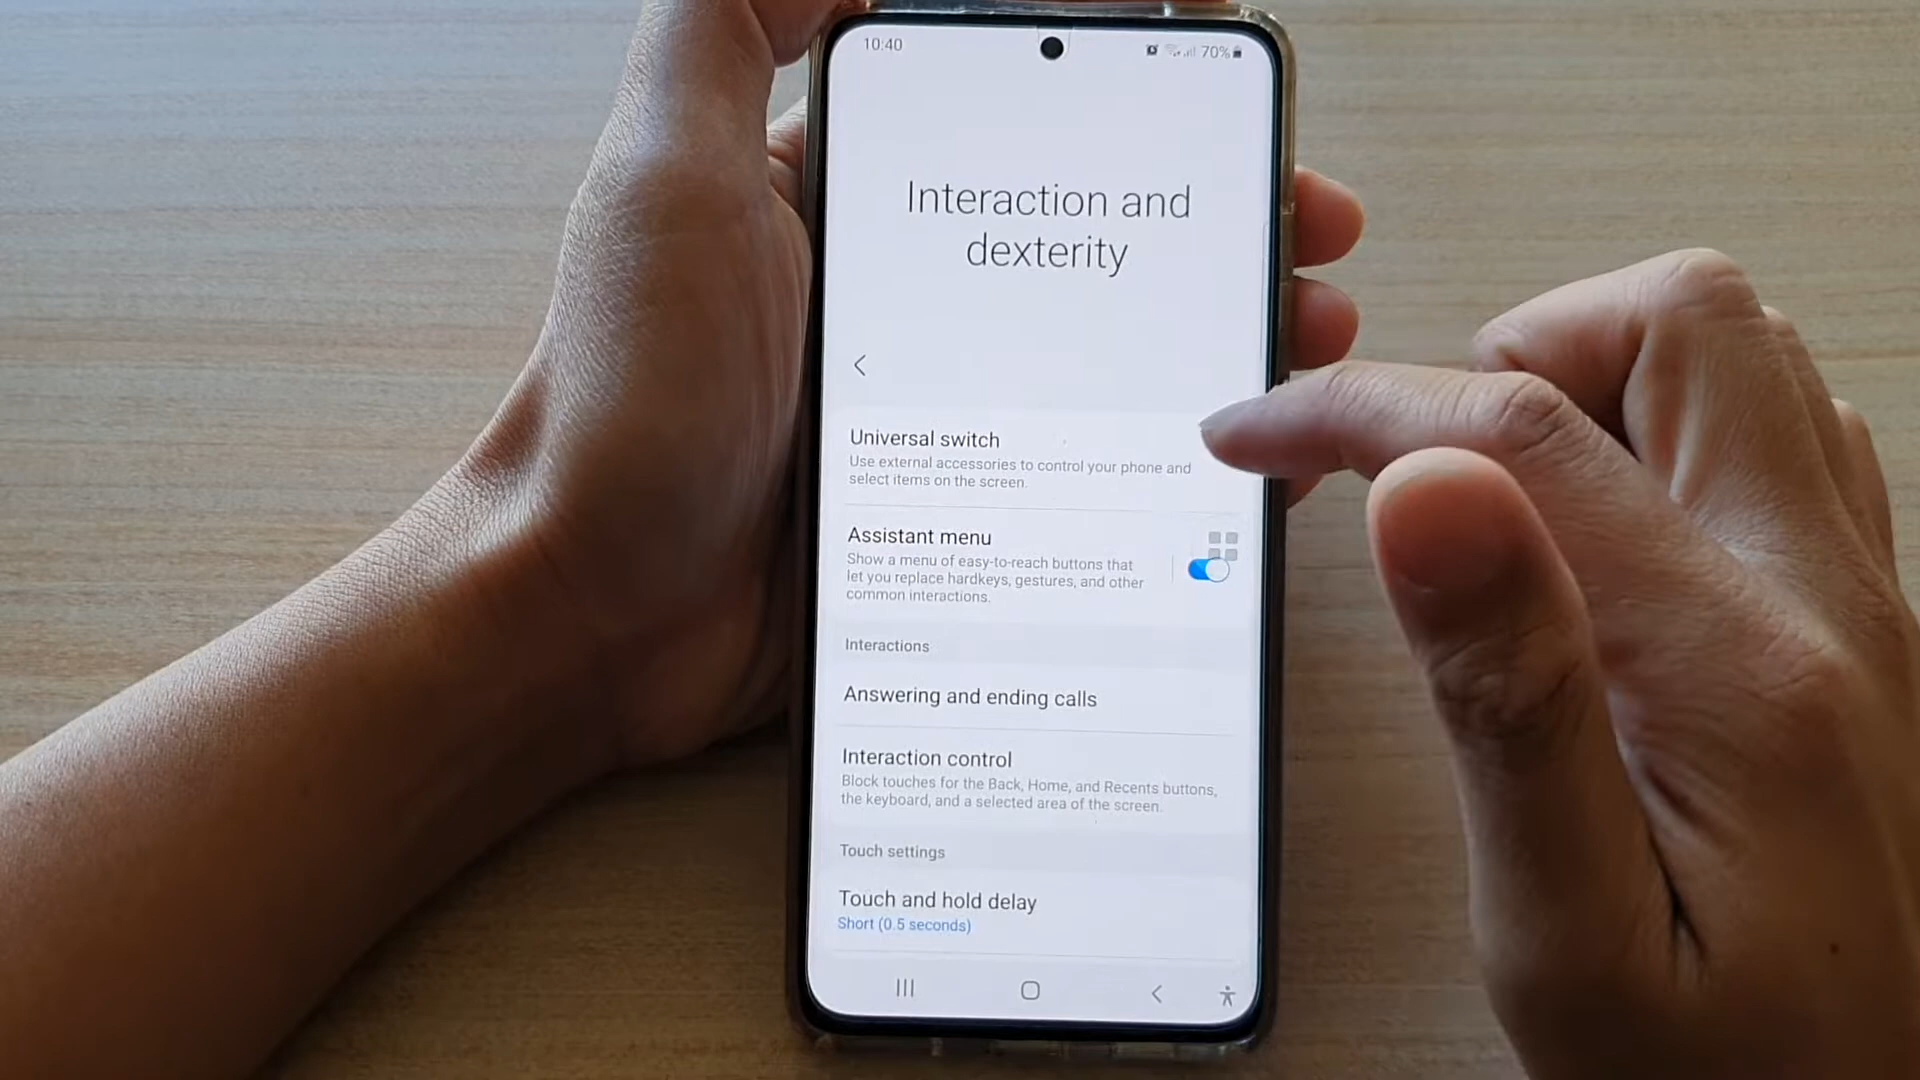 10:40
70%
Interaction and
dexterity
Universal switch
Use external accessories to control your phone and
select items on the screen.
Assistant menu
Show a menu of easy-to-reach buttons that
let you replace hardkeys, gestures, and other
common interactions.
Interactions
Answering and ending calls
Interaction control
Block touches for the Back, Home, and Recents buttons,
the keyboard, and a selected area of the screen.
Touch settings
Touch and hold delay
Short (0.5 seconds)